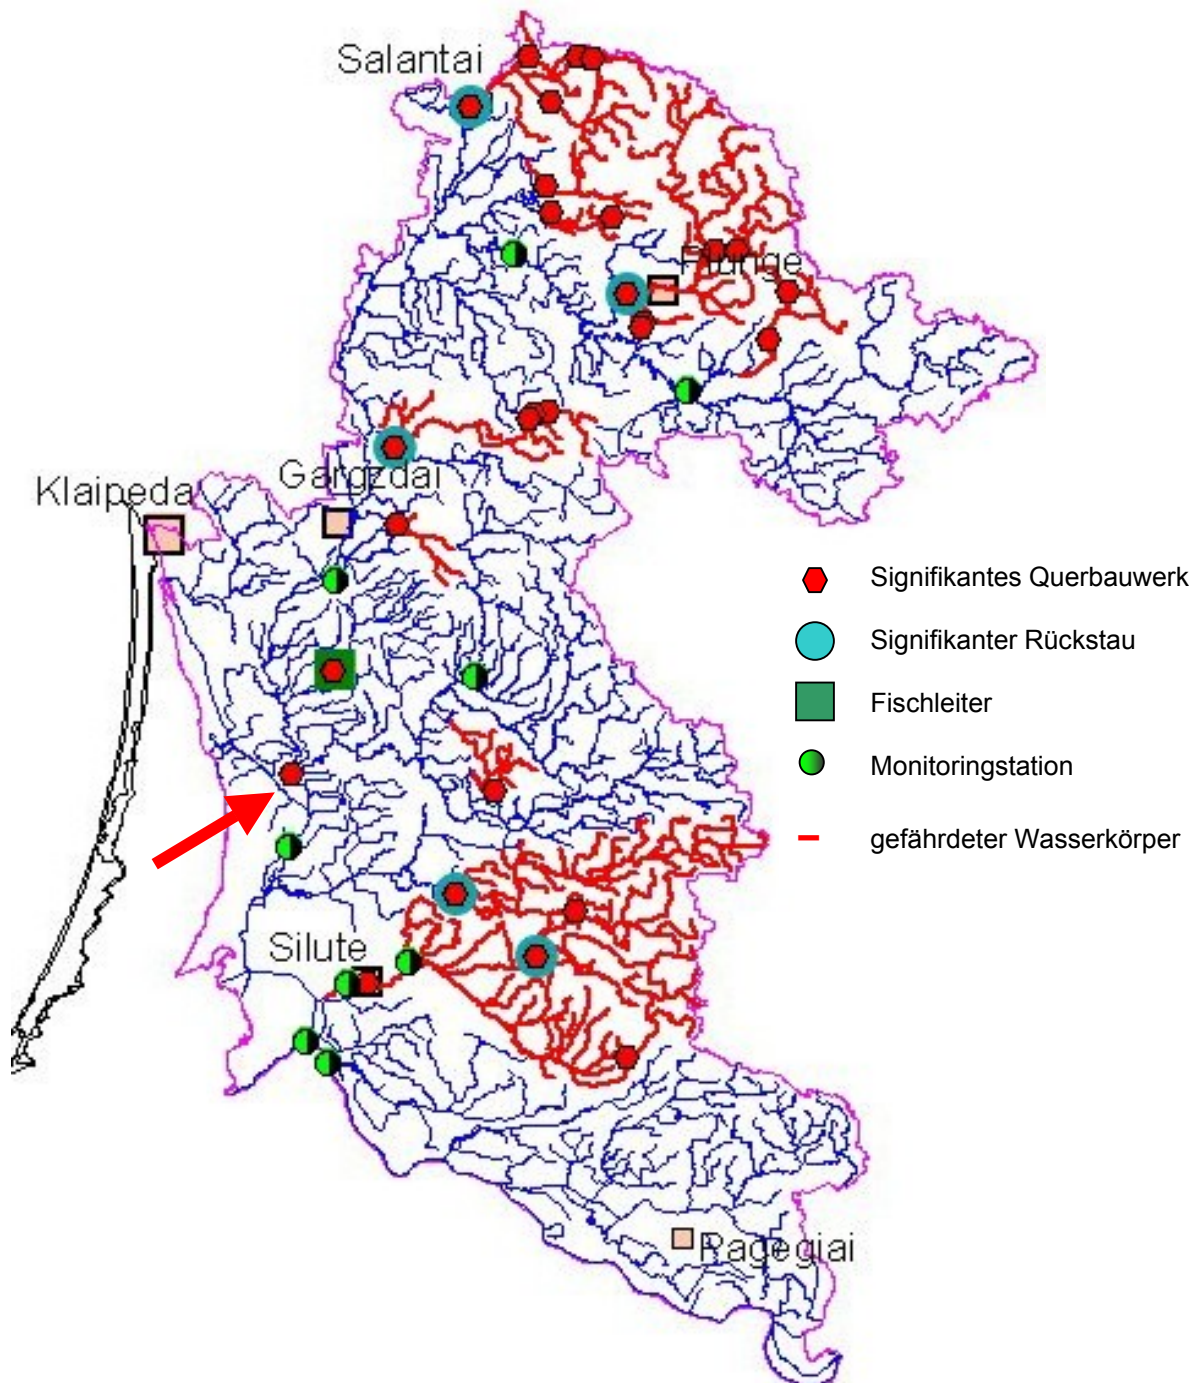 Salantai
Plunge
Gargzdai
Klaipeda
Signifikantes Querbauwerk
Signifikanter Rückstau
Fischleiter
Monitoringstation
gefährdeter Wasserkörper
Silute
Pagegiai